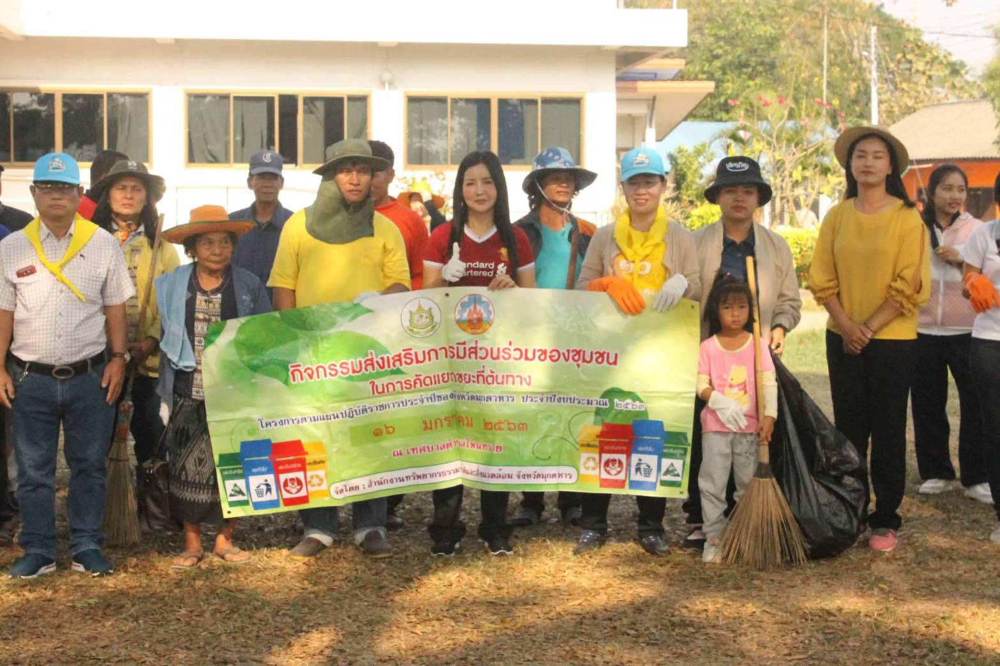 กิจกรรมส่งเสริมการมีส่วนร่วมของชุมชน
ในการคัดแยกขยะที่ต้นทาง
โครงการตามแผนปฏิบัติราชการประจำปีของจังหวัดมุกดาหาร ประจำปีงบประมาณ ๒๕๖๓
๑๖ มกราคม ๒๕๖๓
ณ เทศบาลตำบลโพนทราย
จัดโดย : สำนักงานทรัพยากรธรรมชาติและสิ่งแวดล้อม จังหวัดมุกดาหาร
Standard
Chartered
smile
C